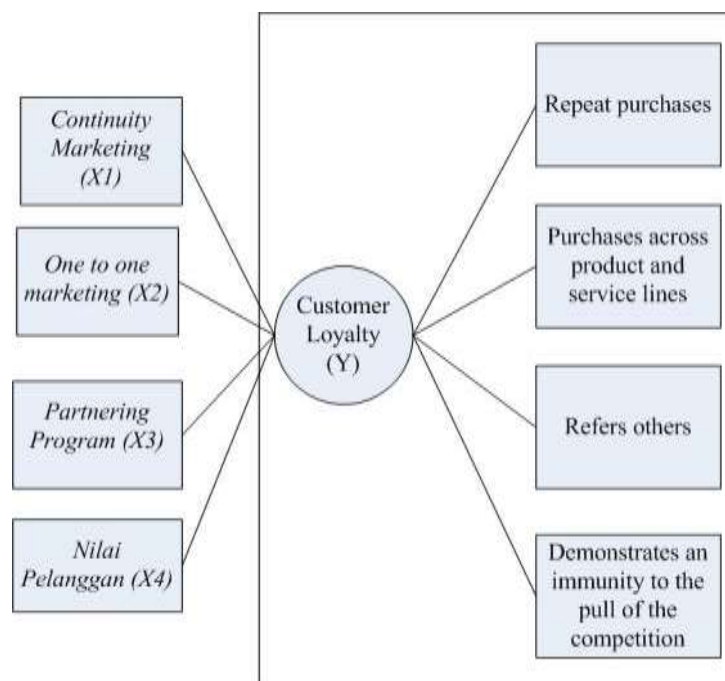 Continuity
Marketing
(X1)
One to one
marketing (X2)
Partnering
Program (X3)
Nilai
Pelanggan (X4)
Customer
Loyalty
(Y)
Repeat purchases
Purchases across
product and
service lines
Refers others
Demonstrates an
immunity to the
pull of the
competition